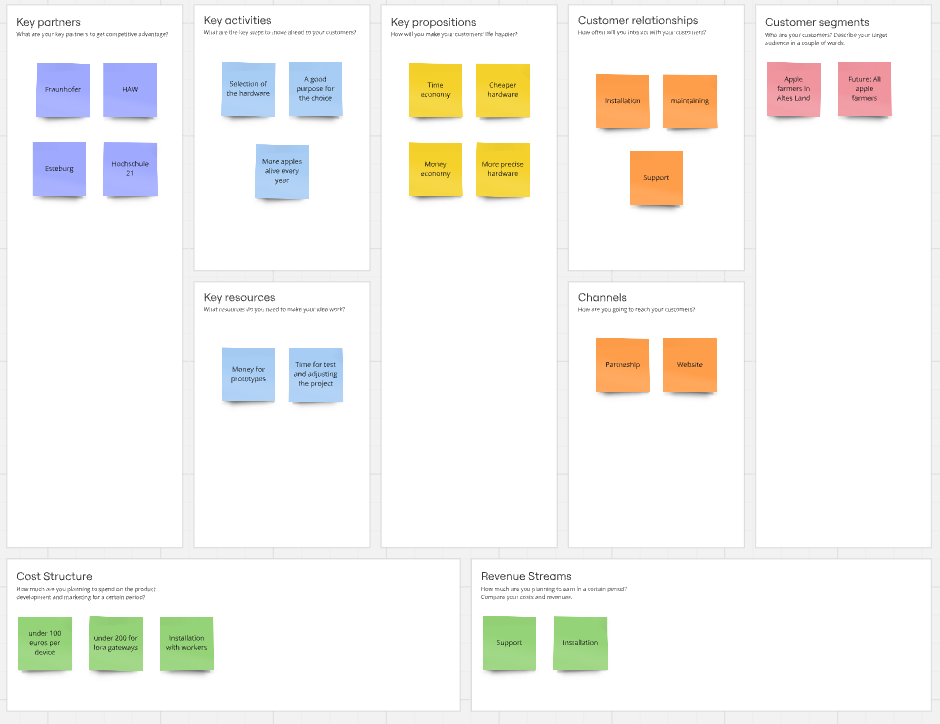 Key partners
What are your key partners to get competitive advantage?
Fraunhofer
HAW
Esteburg
Hochschule
21
Key activities
What are the key steps to move ahead to your customers?
Selection of
the hardware
A good
purpose for
the choice
More apples
alive every
year
Key resources
What resources do you need to make your idea work?
Money for
prototypes
Time for test
and adjusting
the project
Key propositions
How will you make your customers' life happier?
Time
economy
Cheaper
hardware
Money
economy
More precise
hardware
Customer relationships
How often will you interact with your customers?
Installation
maintaining
Support
Channels
How are you going to reach your customers?
Partneship
Website
Customer segments
Who are your customers? Describe your target
audience in a couple of words.
Apple
farmers in
Altes Land
Future: All
apple
farmers
Cost Structure
How much are you planning to spend on the product
development and marketing for a certain period?
under 100
euros per
device
under 200 for
lora gateways
Installation
with workers
Revenue Streams
How much are you planning to earn in a certain period?
Compare your costs and revenues.
Support
Installation